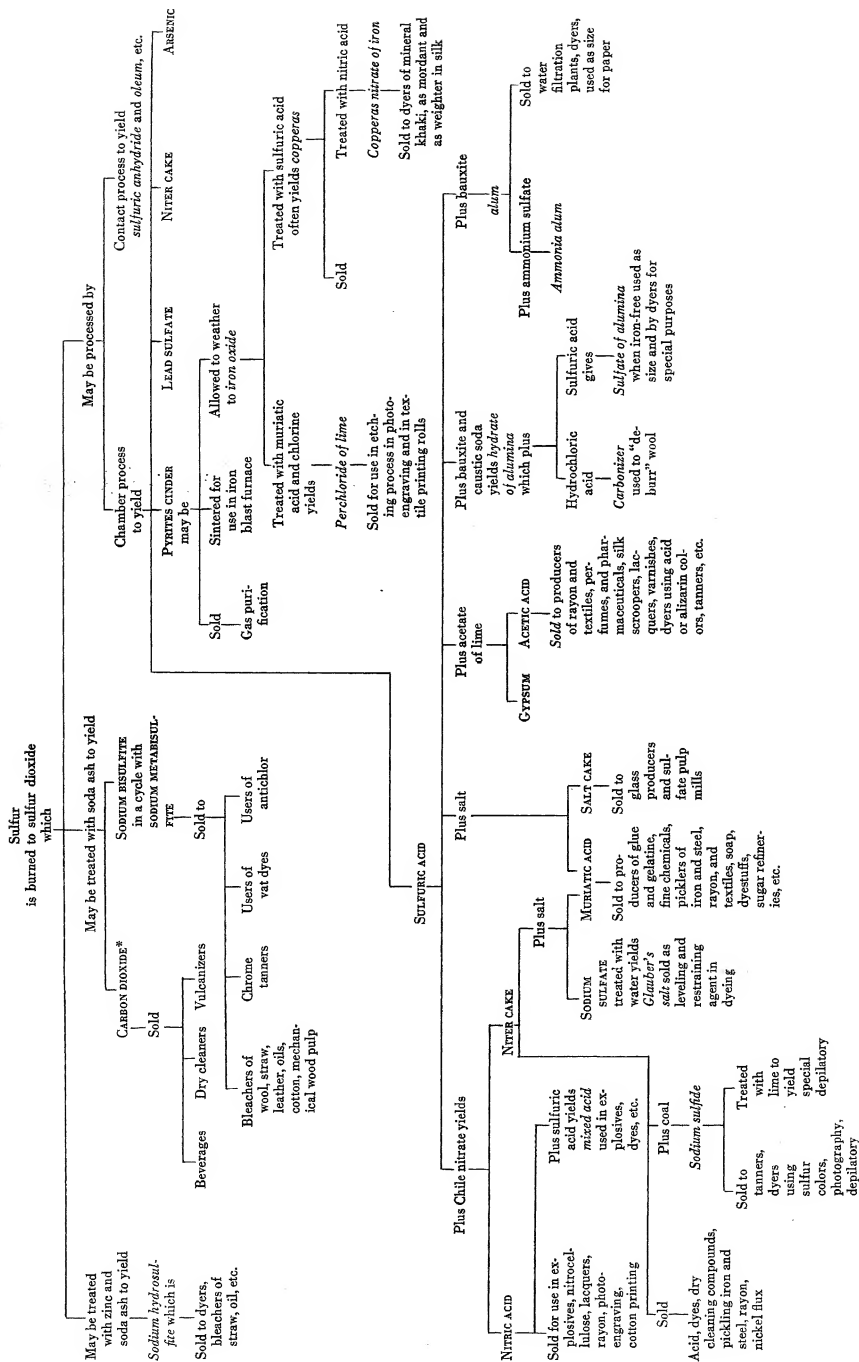 Sulfur
is burned to sulfur dioxide
which
May be treated
with zinc and
soda ash to yield
Sodium hydrosul-
fite which is
Sold to dyers,
bleachers of
straw, oil, etc.
May be treated with soda ash to yield
CARBON DIOXIDE*
Sold
Beverages
Dry cleaners
Vulcanizers
SODIUM BISULFITE
in a cycle with
SODIUM METABISUL-
FITE
Sold to
Bleachers of
wool, straw,
leather, oils,
cotton, mechan-
ical wood pulp
Chrome
tanners
Users of
vat dyes
Users of
antichlor
May be processed by
Chamber process
to yield
Contact process to yield
sulfuric anhydride and oleum, etc.
SULFURIC ACID
PYRITES CINDER
may be
LEAD SULFATE
NITER CAKE
ARSENIC
Sold
Gas puri-
fication
Sintered for
use in iron
blast furnace
Allowed to weather
to iron oxide
Treated with muriatic
acid and chlorine
yields
Perchloride of lime
Sold for use in etch-
ing process in photo-
engraving and in tex-
tile printing rolls
Treated with sulfuric acid
often yields copperas
Sold
Treated with nitric acid
Copperas nitrate of iron
Sold to dyers of mineral
khaki, as mordant and
as weighter in silk
Plus Chile nitrate yields
NITRIC ACID
Sold for use in ex-
plosives, nitrocel-
lulose, lacquers,
rayon, photo-
engraving,
cotton printing
Plus sulfuric
acid yields
mixed acid
used in ex-
plosives,
dyes, etc.
NITER CAKE
Sold
Acid, dyes, dry
cleaning compounds,
pickling iron and
steel, rayon,
nickel flux
Plus coal
Sodium sulfide
Sold to
tanners,
dyers
using
sulfur
colors,
photography,
depilatory
Treated
with
lime to
yield
special
depilatory
Plus salt
SODIUM
SULFATE
treated with
water yields
Glauber's
salt sold as
leveling and
restraining
agent in
dyeing
Plus salt
MURIATIC ACID
Sold to pro-
ducers of glue
and gelatine,
fine chemicals,
picklers of
iron and steel,
rayon, and
textiles, soap,
dyestuffs,
sugar refiner-
ies, etc.
SALT CAKE
Sold to
glass
producers
and sul-
fate pulp
mills
Plus acetate
of lime
GYPSUM
ACETIC ACID
Sold to producers
of rayon and
textiles, per-
fumes, and phar-
maceuticals, silk
scroopers, lac-
quers, varnishes,
dyers using acid
or alizarin col-
ors, tanners, etc.
Plus bauxite and
caustic soda
yields hydrate
of alumina
which plus
Hydrochloric
acid
Carbonizer
used to "de-
burr" wool
Sulfuric acid
gives
Sulfate of alumina
when iron-free used as
size and by dyers for
special purposes
Plus bauxite
alum
Plus ammonium sulfate
Ammonia alum
Sold to
water
filtration
plants, dyers,
used as size
for paper